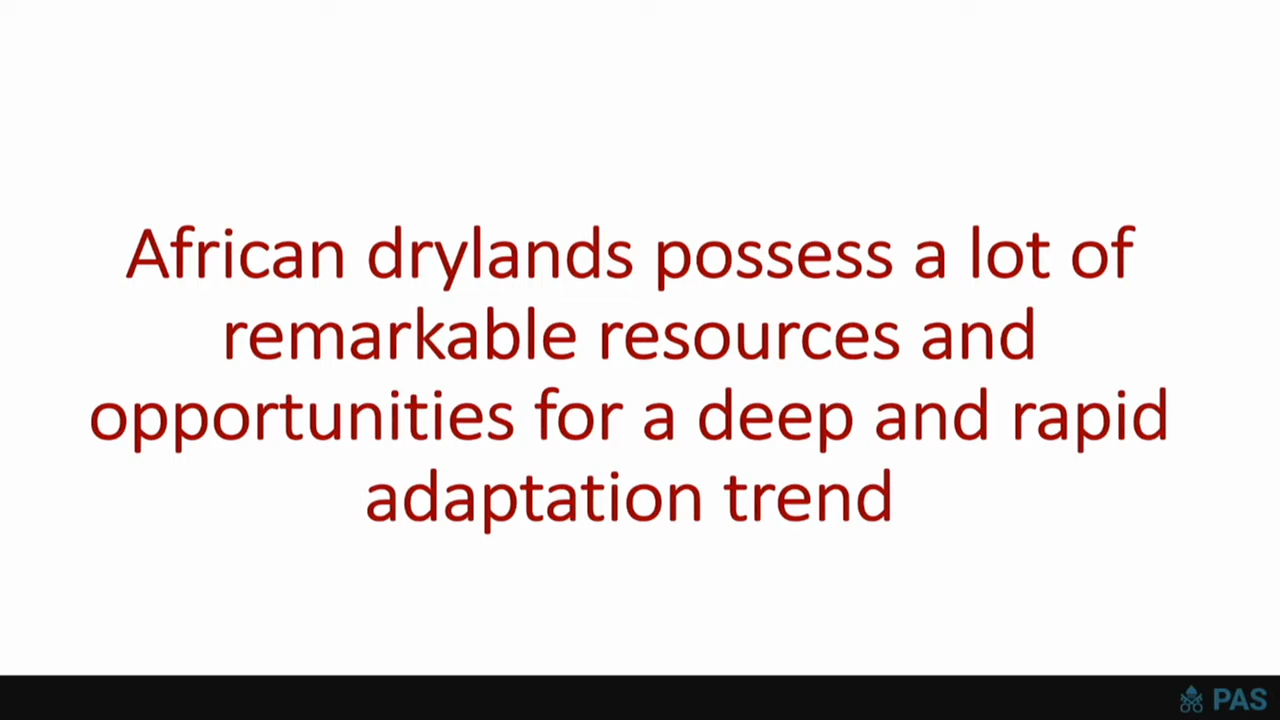 African drylands possess a lot of
remarkable resources and
opportunities for a deep and rapid
adaptation trend
PAS